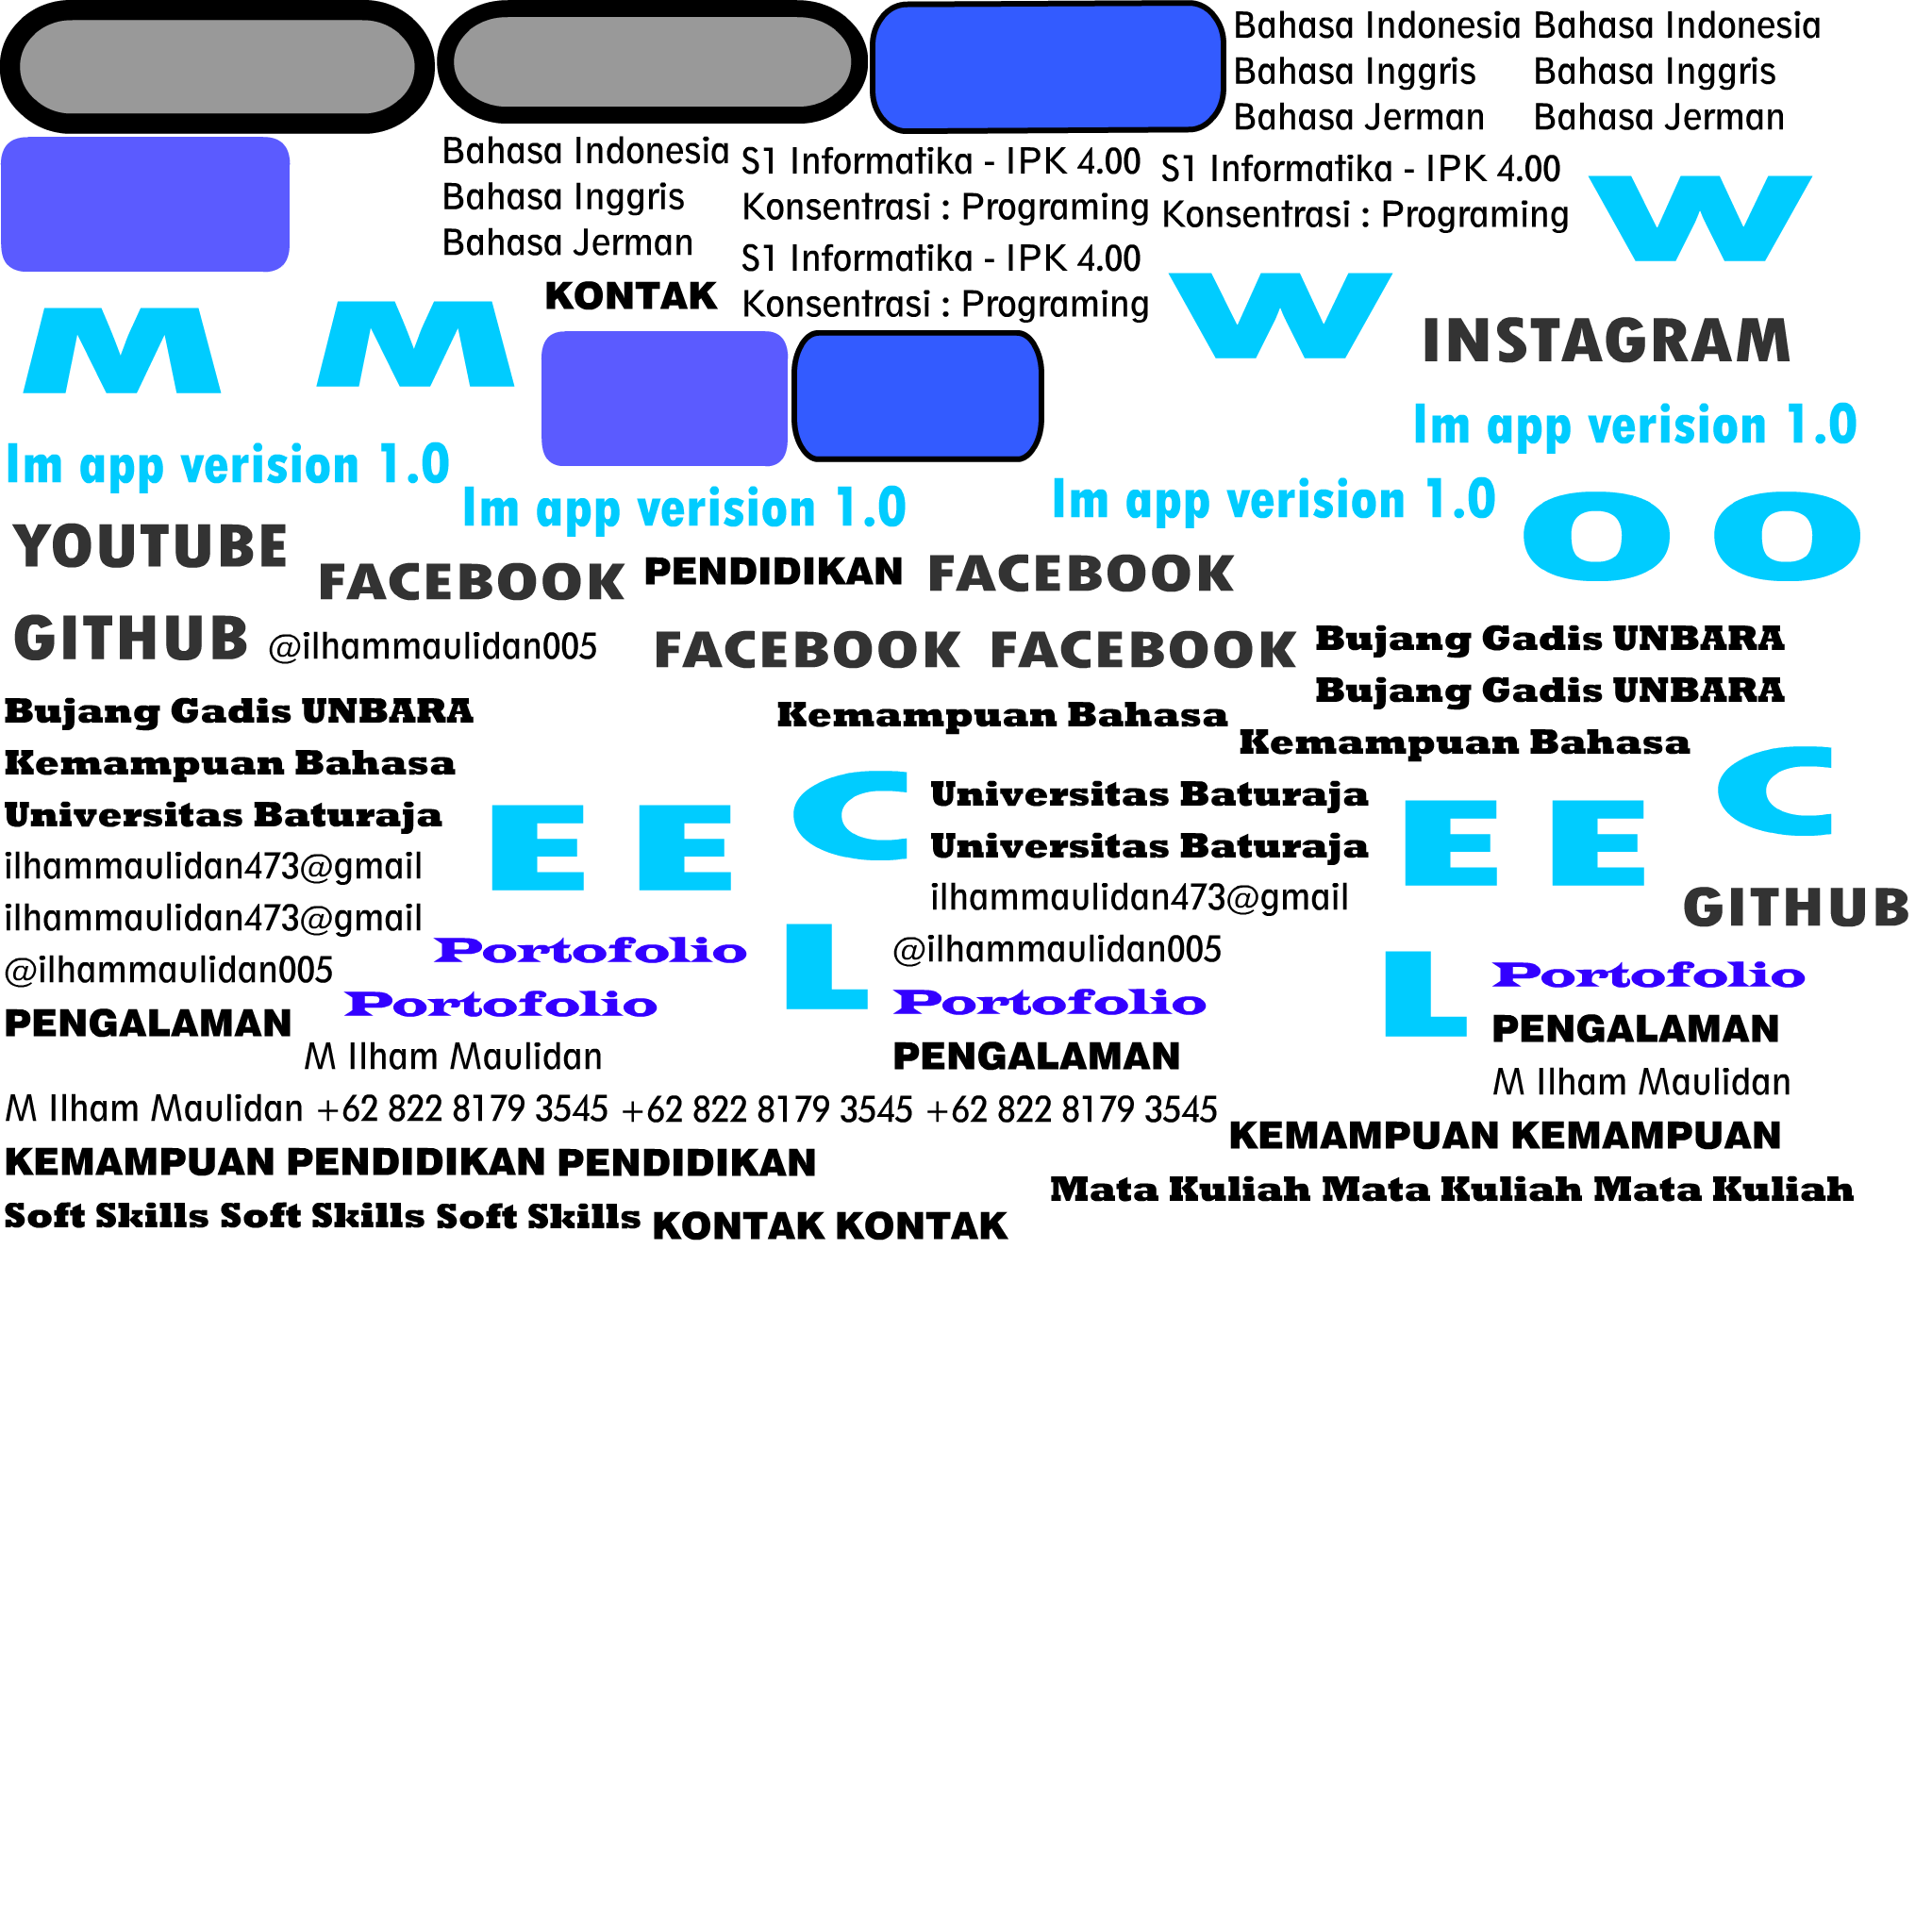 Bahasa Indonesia Bahasa Indonesia
Bahasa Inggris Bahasa Inggris
Bahasa Jerman Bahasa Jerman
Bahasa Indonesia
Bahasa Inggris
Bahasa Jerman
S1 Informatika - IPK 4.00
Konsentrasi : Programing
S1 Informatika - IPK 4.00
Konsentrasi : Programing
W
S1 Informatika - IPK 4.00
Konsentrasi : Programing
KONTAK
W
M M
INSTAGRAM
Im app verision 1.0
Im app verision 1.0
Im app verision 1.0
Im app verision 1.0
O O
YOUTUBE
FACEBOOK
PENDIDIKAN
FACEBOOK
GITHUB
@ilhammaulidan005
FACEBOOK FACEBOOK
Bujang Gadis UNBARA
Bujang Gadis UNBARA
Bujang Gadis UNBARA
Kemampuan Bahasa
Kemampuan Bahasa
Kemampuan Bahasa
C
Universitas Baturaja
E E
C
Universitas Baturaja
Universitas Baturaja
E E
ilhammaulidan473@gmail
ilhammaulidan473@gmail
ilhammaulidan473@gmail
GITHUB
@ilhammaulidan005
Portofolio
L
@ilhammaulidan005
L
Portofolio
Portofolio
Portofolio
PENGALAMAN
PENGALAMAN
M Ilham Maulidan
PENGALAMAN
M Ilham Maulidan
M Ilham Maulidan +62 822 8179 3545 +62 822 8179 3545 +62 822 8179 3545
KEMAMPUAN KEMAMPUAN
KEMAMPUAN PENDIDIKAN PENDIDIKAN
Mata Kuliah Mata Kuliah Mata Kuliah
Soft Skills Soft Skills Soft Skills KONTAK KONTAK